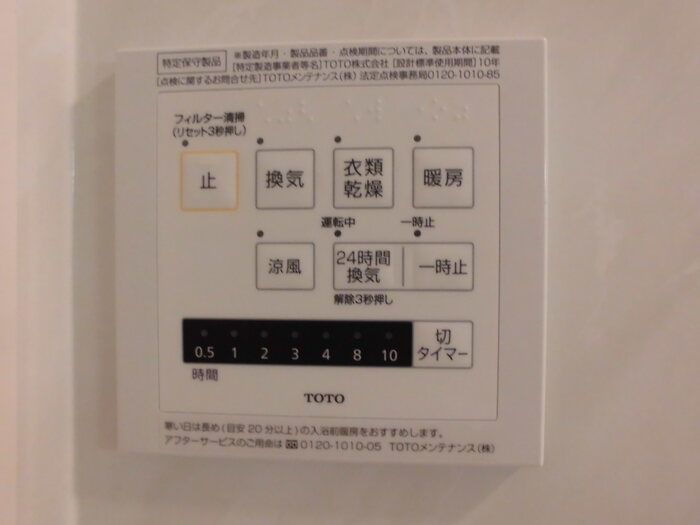 特定保守製品
※製造年月・製品品番・点検期間については、製品本体に記載
[特定製造事業者等名]TOTO株式会社 [設計標準使用期間]10年
[点検に関するお問合せ先]TOTOメンテナンス(株) 法定点検事務局0120-1010-85
フィルター清掃
(リセット3秒押し)
止
換気
衣類
乾燥
暖房
運転中
一時止
涼風
24時間
換気
一時止
解除3秒押し
0.5 1 2 3 4 8 10
切
タイマー
時間
TOTO
寒い日は長め(目安20分以上)の入浴前暖房をおすすめします。
アフターサービスのご用命は 0120-1010-05 TOTOメンテナンス(株)